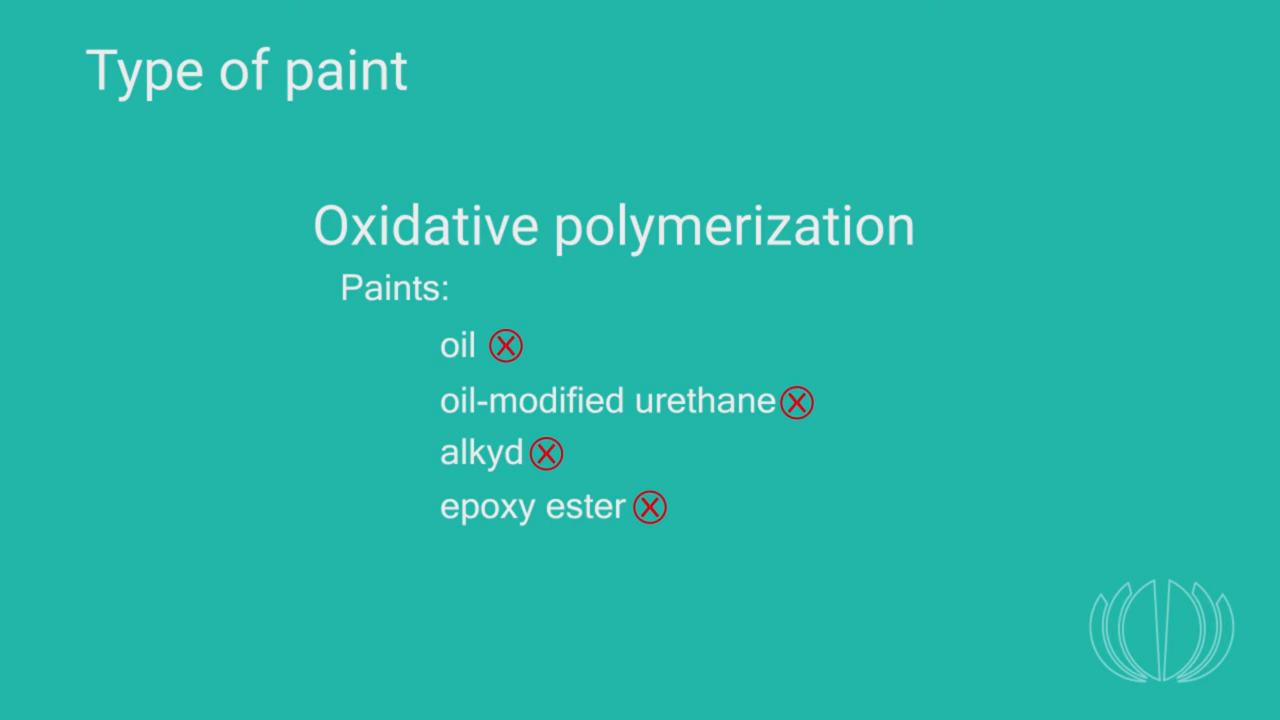 Type of paint
Oxidative polymerization
Paints:
oil ⓧ
oil-modified urethane ⓧ
alkyd ⓧ
epoxy ester ⓧ